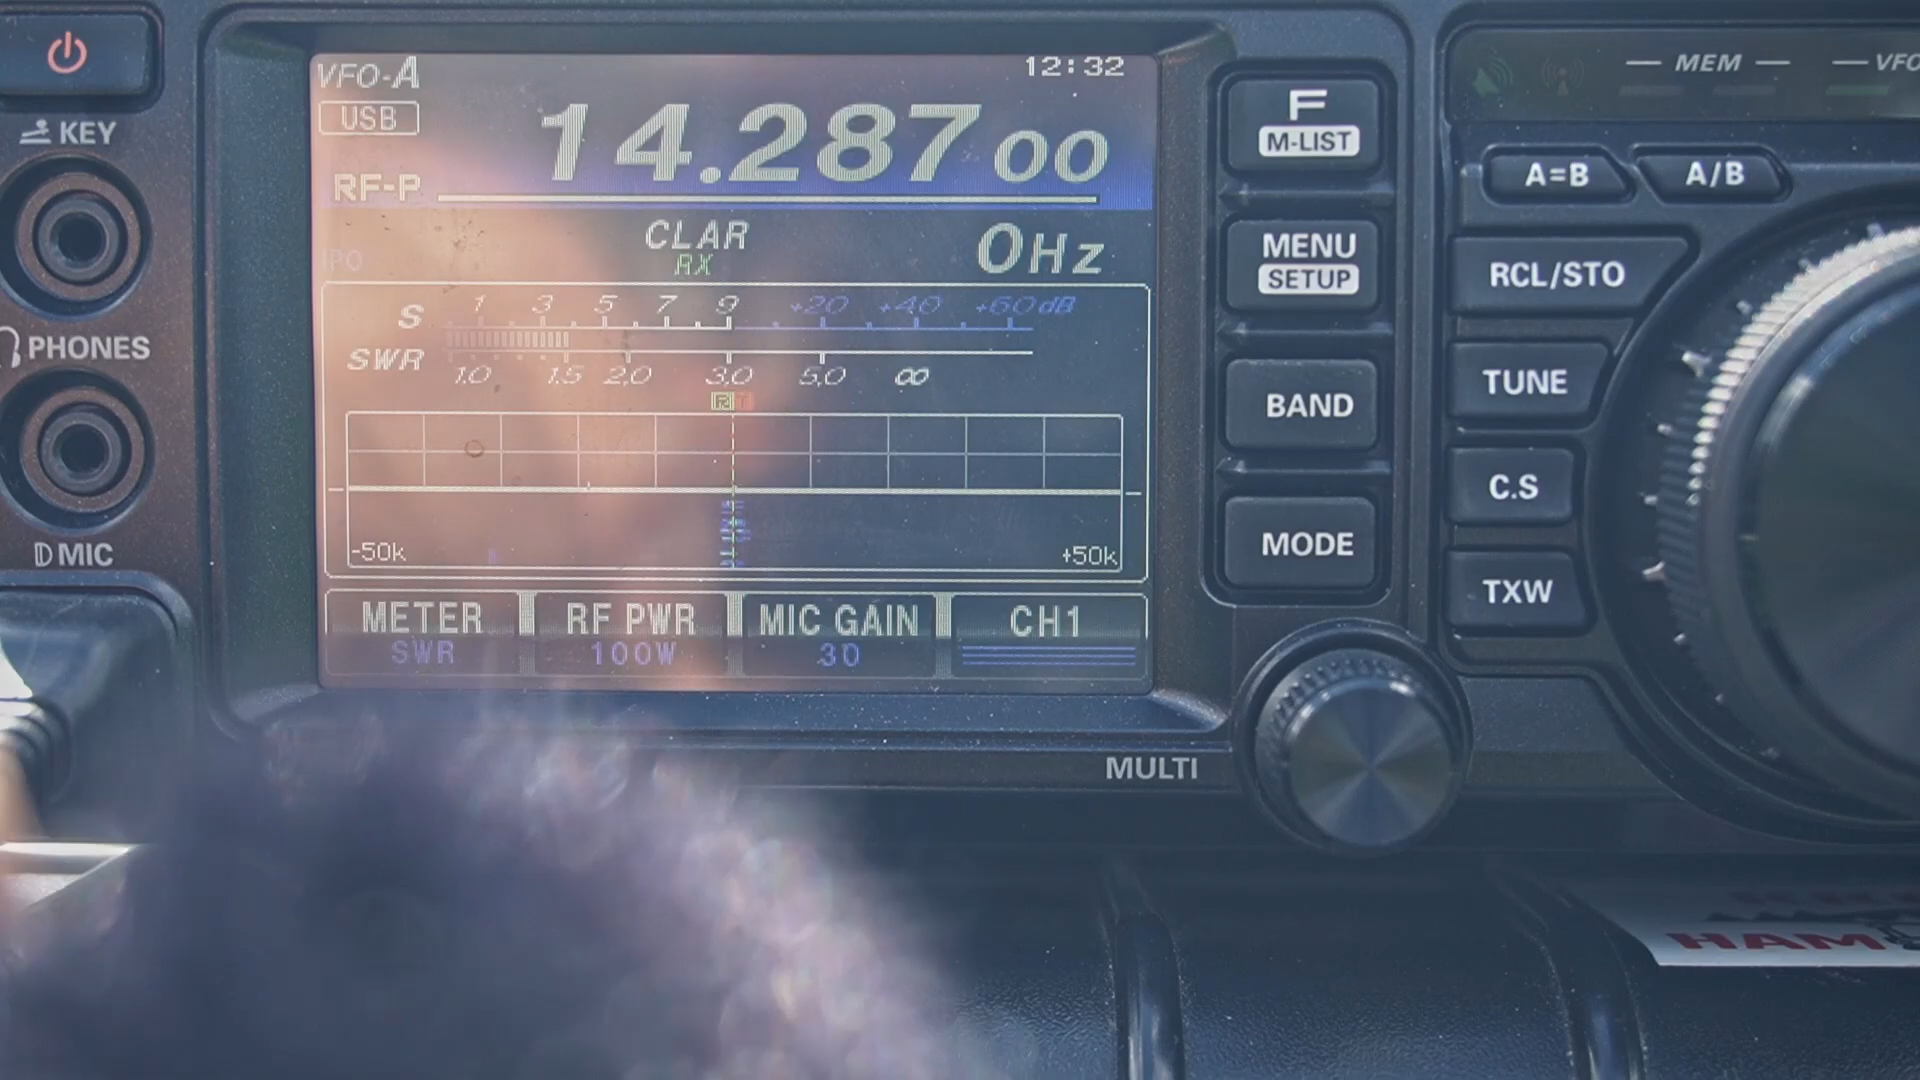 VFO-A
12:32
USB
14.287 00
RF-P
IPO
CLAR
0Hz
RX
S 1 3 5 7 9 +20 +40 +60dB
SWR
1.0 1.5 2.0 3.0 5.0 ∞
R T
-50k +50k
METER RF PWR MIC GAIN CH1
SWR 100W 30
KEY
PHONES
MIC
F
M-LIST
MENU
SETUP
BAND
MODE
MULTI
MEM VFO
A=B A/B
RCL/STO
TUNE
C.S
TXW
HAM